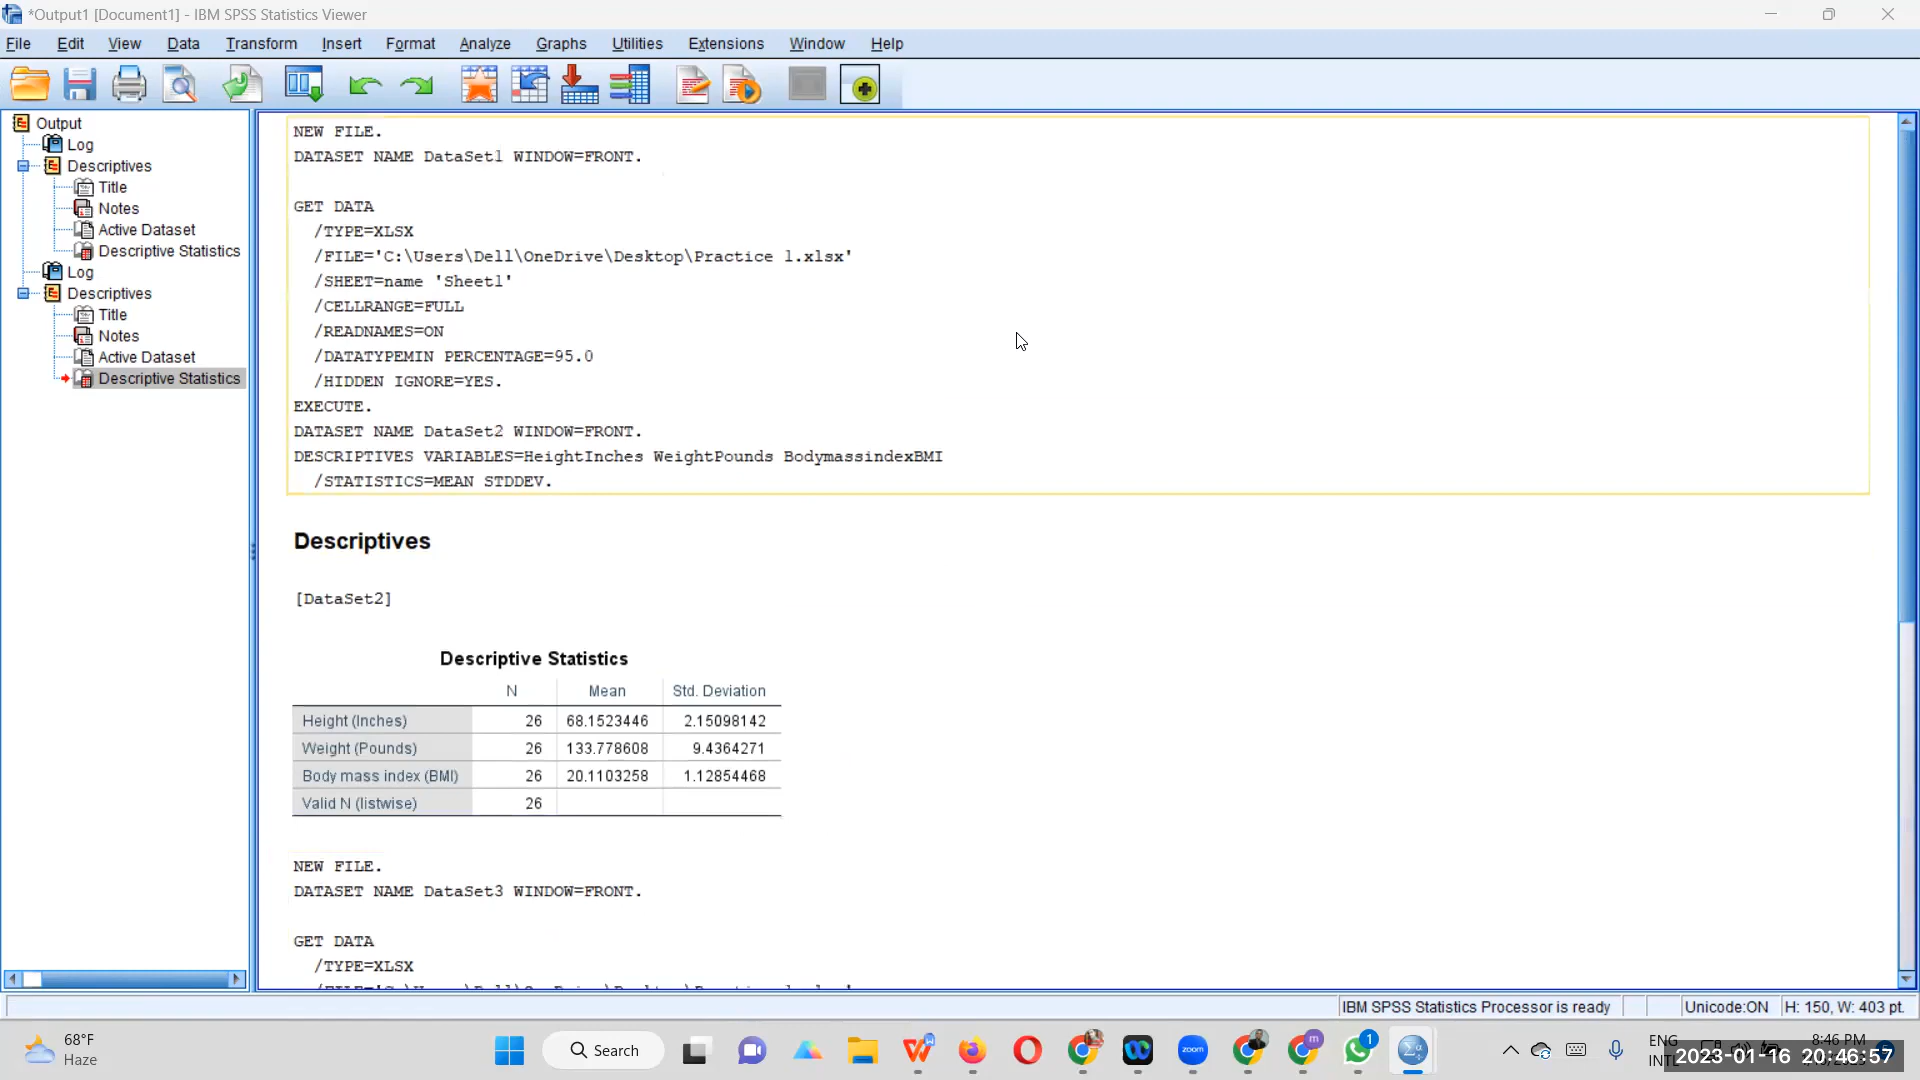 *Output1 [Document1] - IBM SPSS Statistics Viewer
File Edit View Data Transform Insert Format Analyze Graphs Utilities Extensions Window Help
Output
Log
Descriptives
Title
Notes
Active Dataset
Descriptive Statistics
Log
Descriptives
Title
Notes
Active Dataset
Descriptive Statistics
NEW FILE.
DATASET NAME DataSet1 WINDOW=FRONT.
GET DATA
/TYPE=XLSX
/FILE='C:\Users\Dell\OneDrive\Desktop\Practice 1.xlsx'
/SHEET=name 'Sheet1'
/CELLRANGE=FULL
/READNAMES=ON
/DATATYPEMIN PERCENTAGE=95.0
/HIDDEN IGNORE=YES.
EXECUTE.
DATASET NAME DataSet2 WINDOW=FRONT.
DESCRIPTIVES VARIABLES=HeightInches WeightPounds BodymassindexBMI
/STATISTICS=MEAN STDDEV.
Descriptives
[DataSet2]
Descriptive Statistics
N Mean Std. Deviation
Height (Inches) 26 68.1523446 2.15098142
Weight (Pounds) 26 133.778608 9.4364271
Body mass index (BMI) 26 20.1103258 1.12854468
Valid N (listwise) 26
NEW FILE.
DATASET NAME DataSet3 WINDOW=FRONT.
GET DATA
/TYPE=XLSX
IBM SPSS Statistics Processor is ready Unicode:ON H: 150, W: 403 pt.
68°F
Haze
Search
zoom
m
1
ENG
8:46 PM
2023-01-16 20:46:57